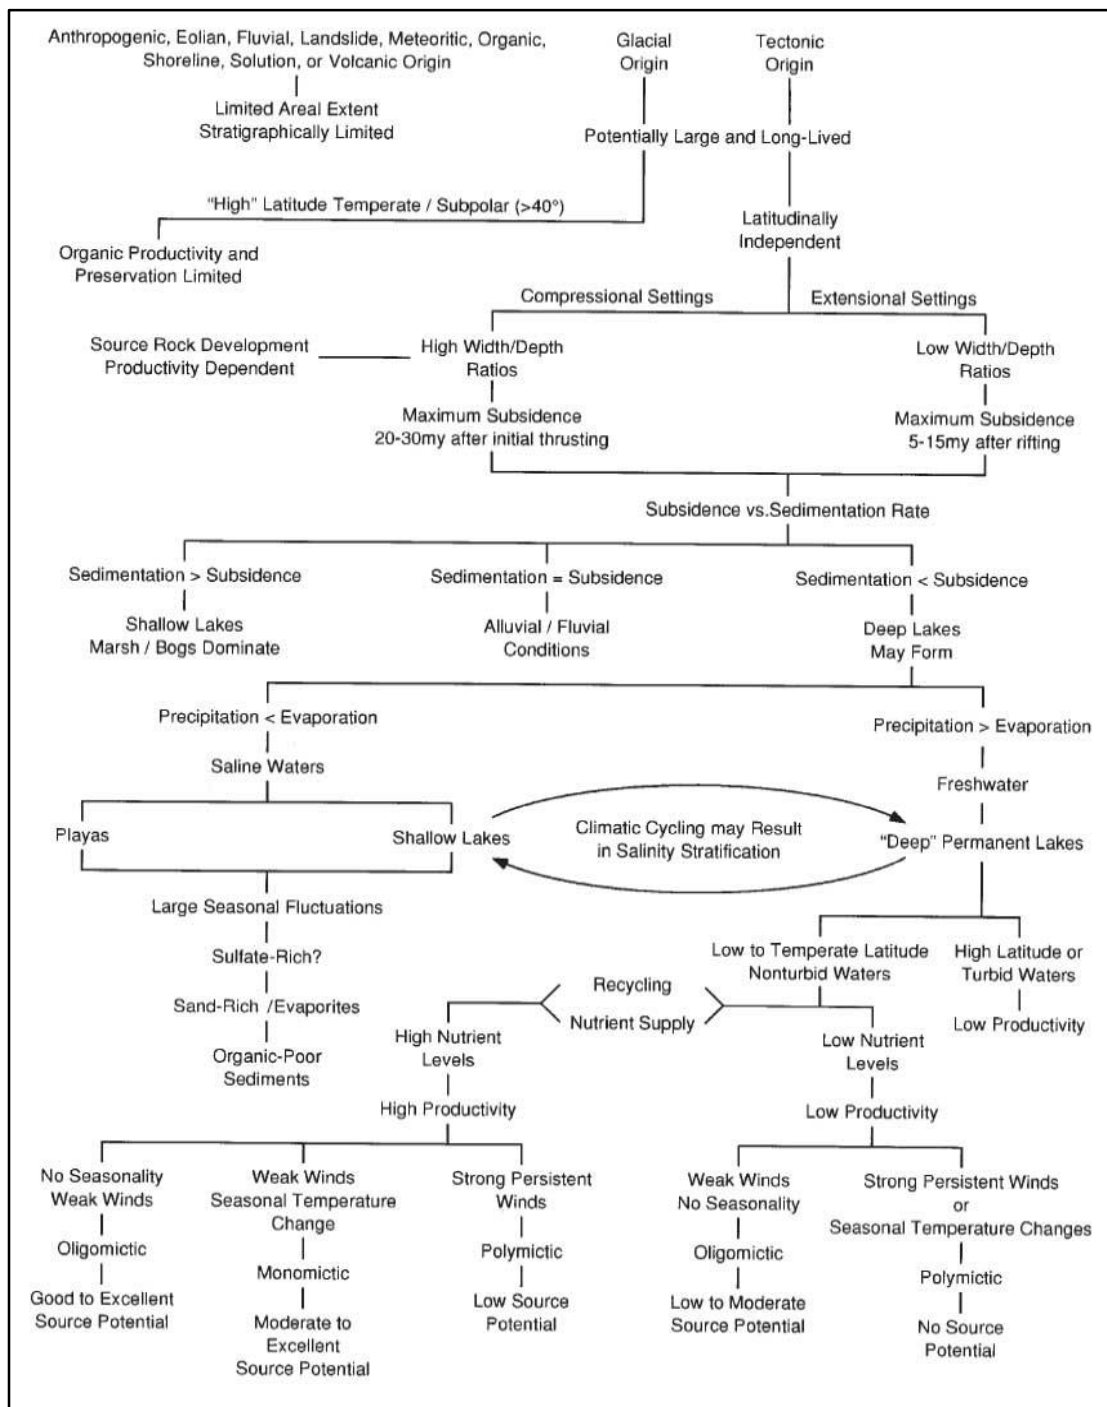 Anthropogenic, Eolian, Fluvial, Landslide, Meteoritic, Organic,
Shoreline, Solution, or Volcanic Origin
Glacial
Origin
Tectonic
Origin
Limited Areal Extent
Stratigraphically Limited
Potentially Large and Long-Lived
"High" Latitude Temperate / Subpolar (>40°)
Latitudinally
Independent
Organic Productivity and
Preservation Limited
Compressional Settings
Extensional Settings
Source Rock Development
Productivity Dependent
High Width/Depth
Ratios
Low Width/Depth
Ratios
Maximum Subsidence
20-30my after initial thrusting
Maximum Subsidence
5-15my after rifting
Subsidence vs.Sedimentation Rate
Sedimentation > Subsidence
Sedimentation = Subsidence
Sedimentation < Subsidence
Shallow Lakes
Marsh / Bogs Dominate
Alluvial / Fluvial
Conditions
Deep Lakes
May Form
Precipitation < Evaporation
Precipitation > Evaporation
Saline Waters
Freshwater
Playas
Shallow Lakes
Climatic Cycling may Result
in Salinity Stratification
"Deep" Permanent Lakes
Large Seasonal Fluctuations
Sulfate-Rich?
Sand-Rich /Evaporites
Organic-Poor
Sediments
Low to Temperate Latitude
Nonturbid Waters
High Latitude or
Turbid Waters
Low Productivity
Recycling
Nutrient Supply
High Nutrient
Levels
Low Nutrient
Levels
High Productivity
Low Productivity
No Seasonality
Weak Winds
Weak Winds
Seasonal Temperature
Change
Strong Persistent
Winds
Weak Winds
No Seasonality
Strong Persistent Winds
or
Seasonal Temperature Changes
Oligomictic
Monomictic
Polymictic
Oligomictic
Polymictic
Good to Excellent
Source Potential
Moderate to
Excellent
Source Potential
Low Source
Potential
Low to Moderate
Source Potential
No Source
Potential